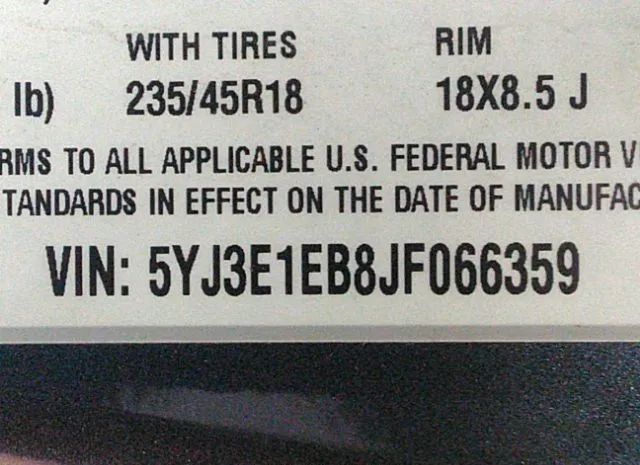 WITH TIRES RIM
lb) 235/45R18 18X8.5 J
RMS TO ALL APPLICABLE U.S. FEDERAL MOTOR V
TANDARDS IN EFFECT ON THE DATE OF MANUFAC
VIN: 5YJ3E1EB8JF066359